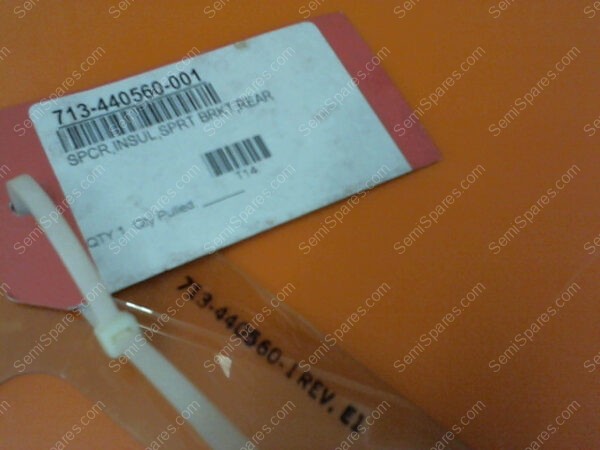 713-440560-001
SPCR,INSUL,SPRT BRKT,REAR
T14
QTY 1 Qty Pulled
713-440560-1 REV. E1
SemiSpares.com